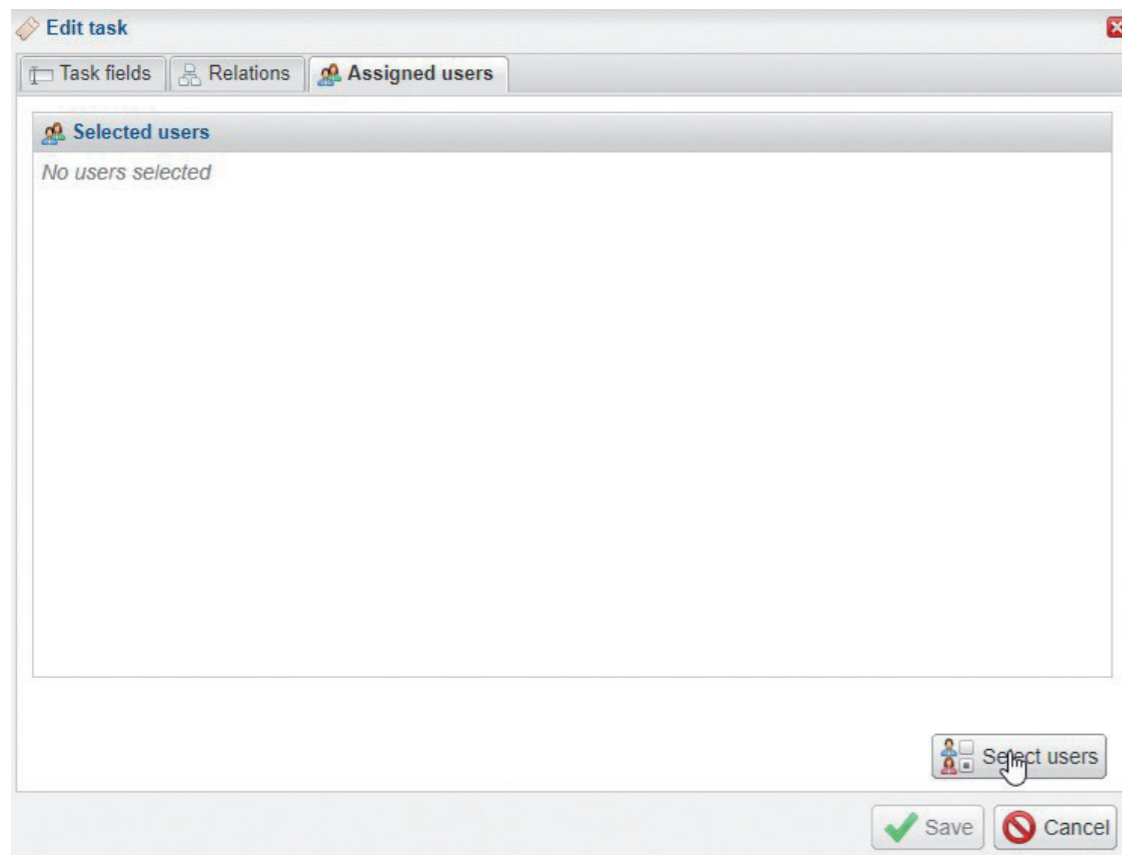 Edit task
Task fields Relations Assigned users
Selected users
No users selected
Select users
Save Cancel